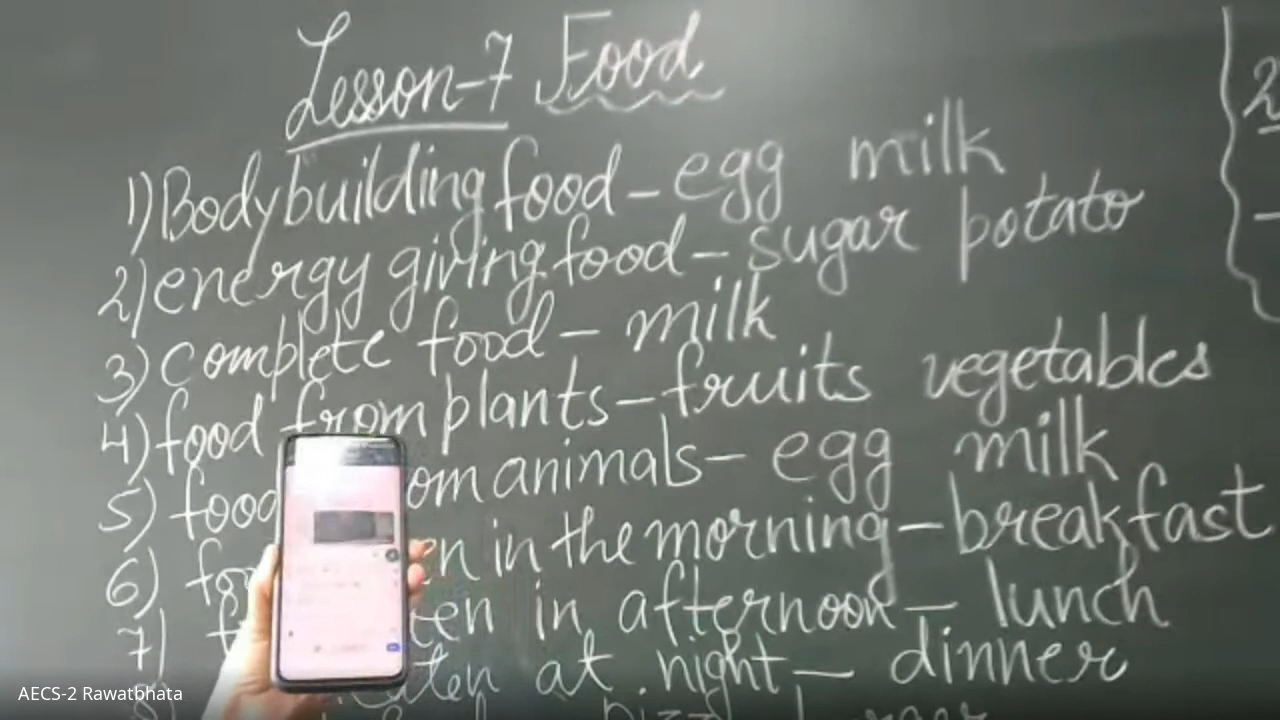 Lesson-7 Food
1) Bodybuilding food - egg milk
2) energy giving food - sugar potato
3) complete food - milk
4) food from plants - fruits vegetables
5) food om animals - egg milk
6) en in the morning - breakfast
7) ten in afternoon - lunch
8) eaten at night - dinner
AECS-2 Rawatbhata